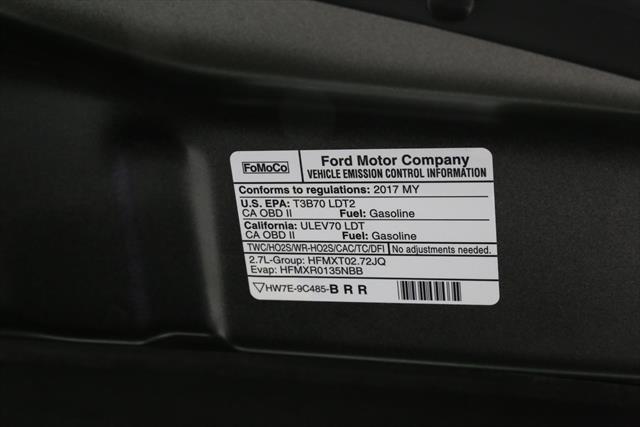 FoMoCo
Ford Motor Company
VEHICLE EMISSION CONTROL INFORMATION
Conforms to regulations: 2017 MY
U.S. EPA: T3B70 LDT2
CA OBD II Fuel: Gasoline
California: ULEV70 LDT
CA OBD II Fuel: Gasoline
TWC/HO2S/WR-HO2S/CAC/TC/DFI No adjustments needed.
2.7L-Group: HFMXT02.72JQ
Evap: HFMXR0135NBB
HW7E-9C485-B R R